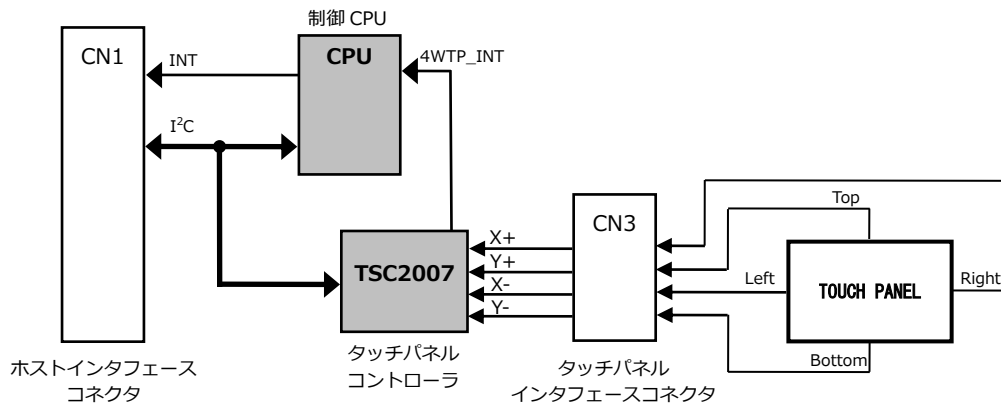 制御 CPU
CN1
INT
CPU
4WTP_INT
I²C
CN3
Top
X+
Y+
X-
Y-
TSC2007
Left
TOUCH PANEL
Right
Bottom
ホストインタフェース
コネクタ
タッチパネル
コントローラ
タッチパネル
インタフェースコネクタ